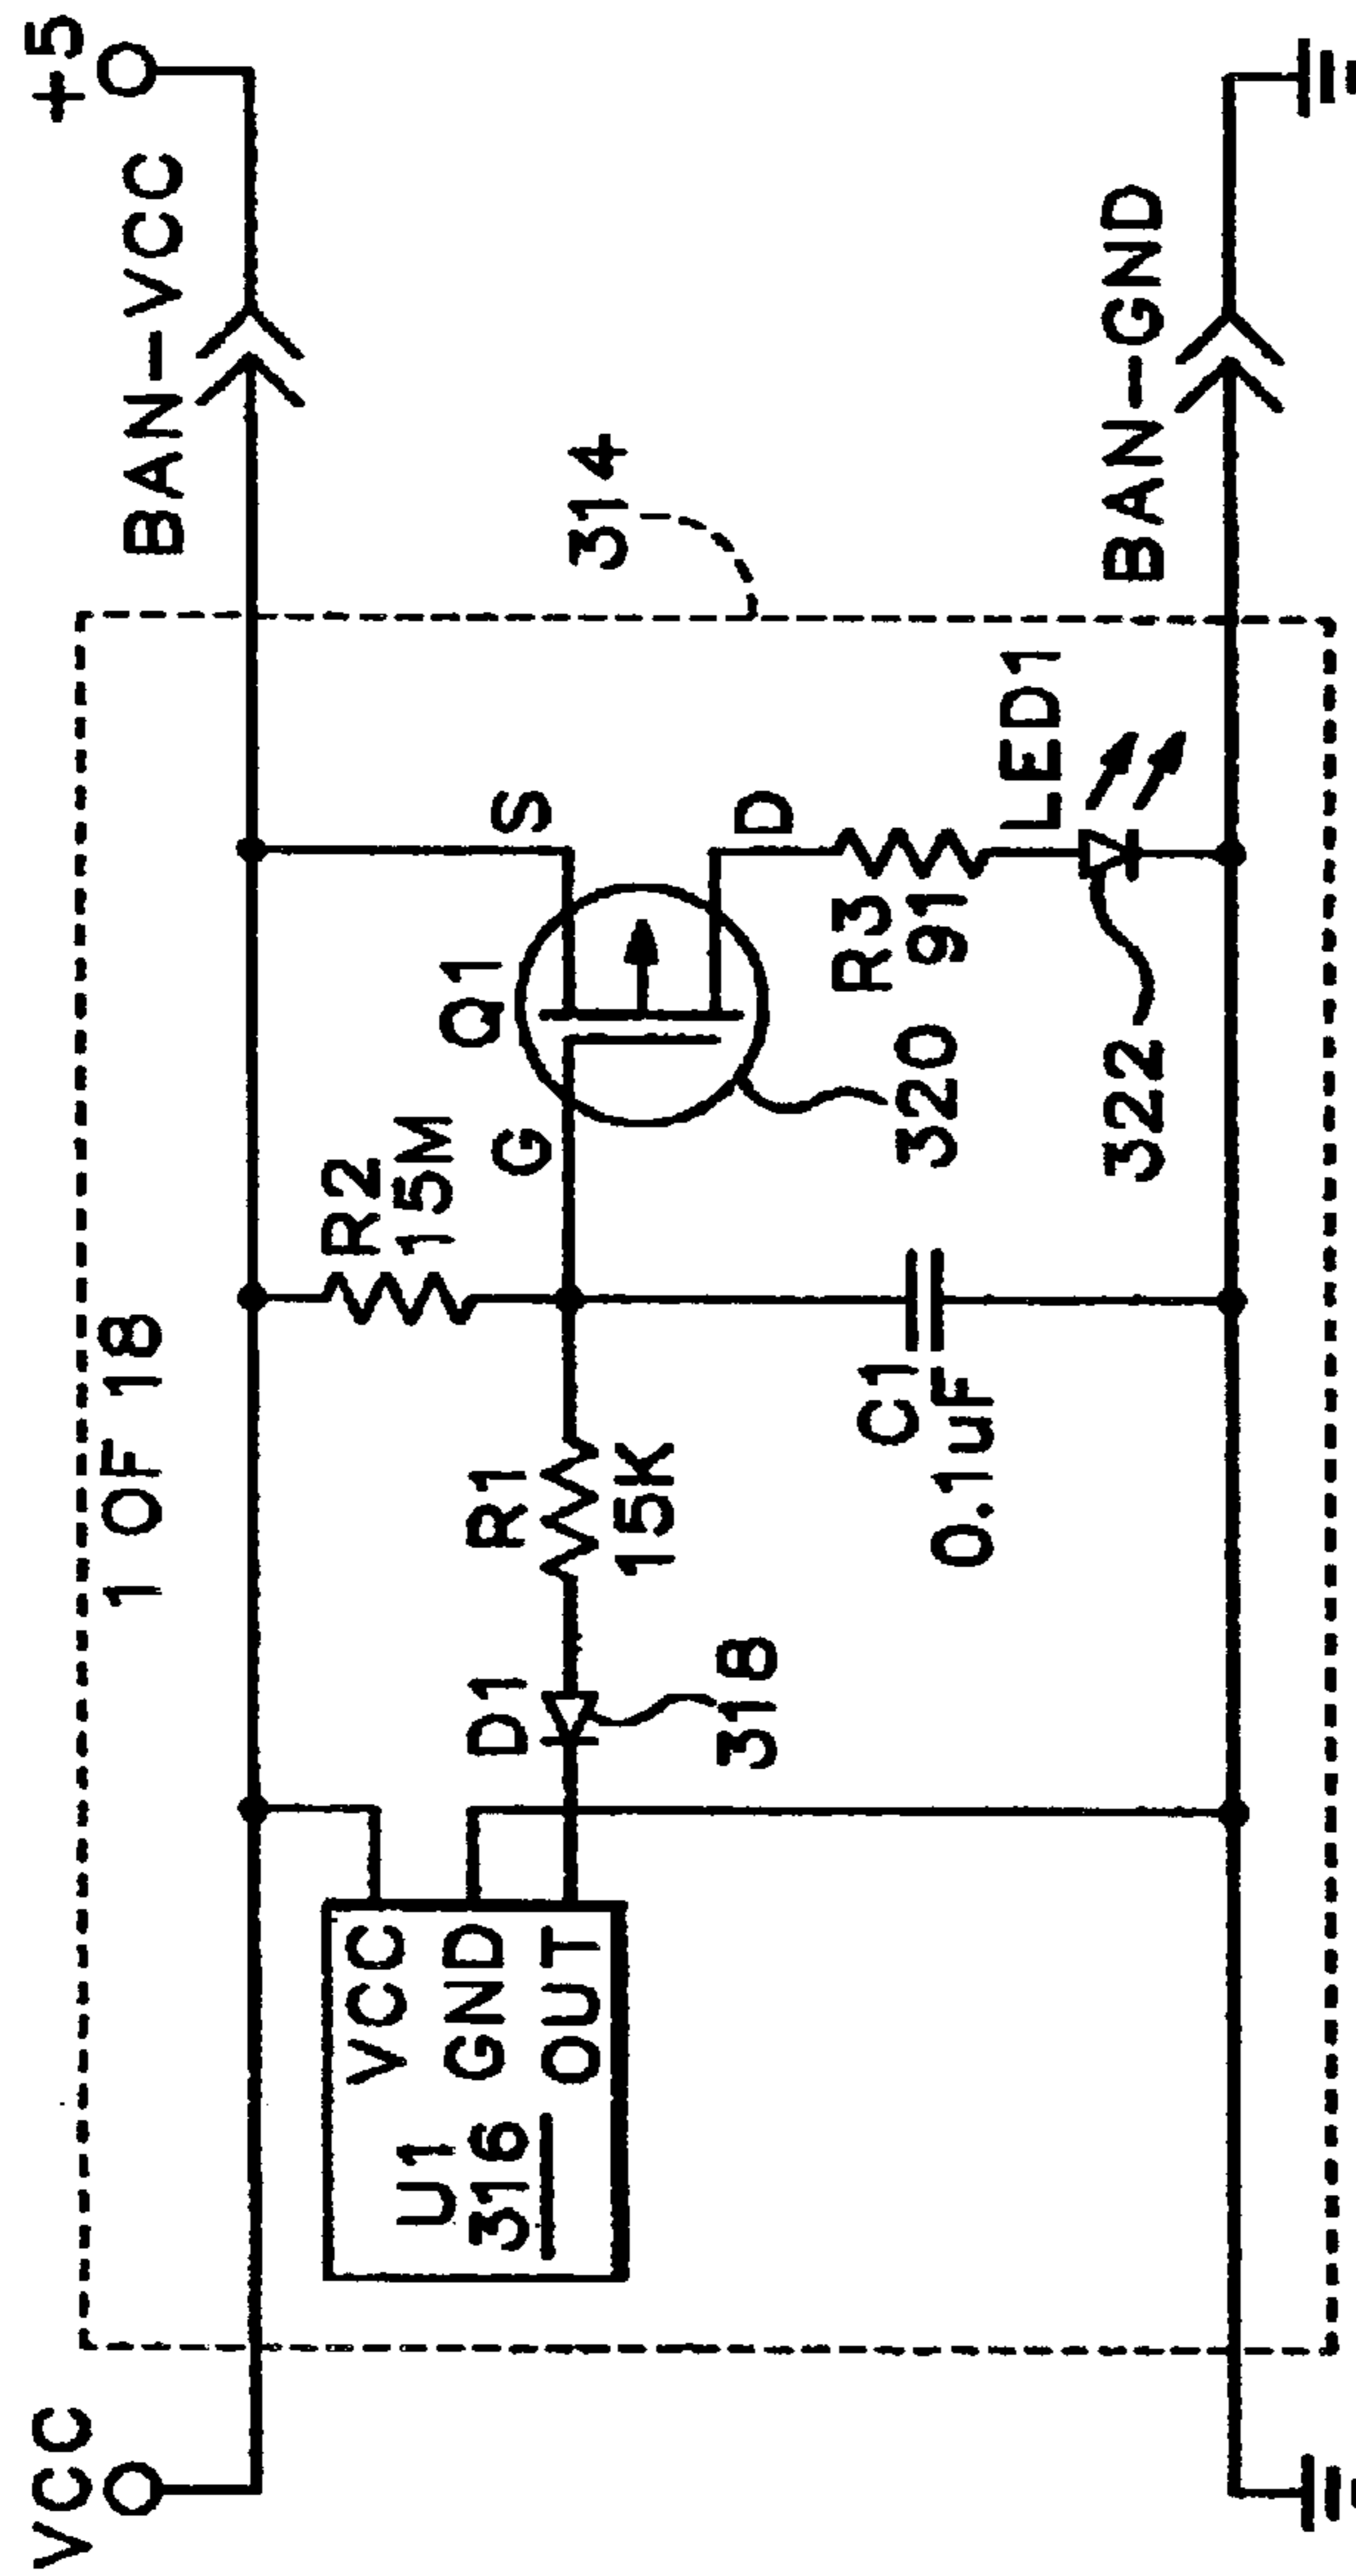 VCC
+5
BAN-VCC
1 OF 18
R2
15M
Q1
S
G
314
U1
316
VCC
GND
OUT
D1
318
R1
15K
D
R3
91
320
C1
0.1uF
LED1
322
BAN-GND